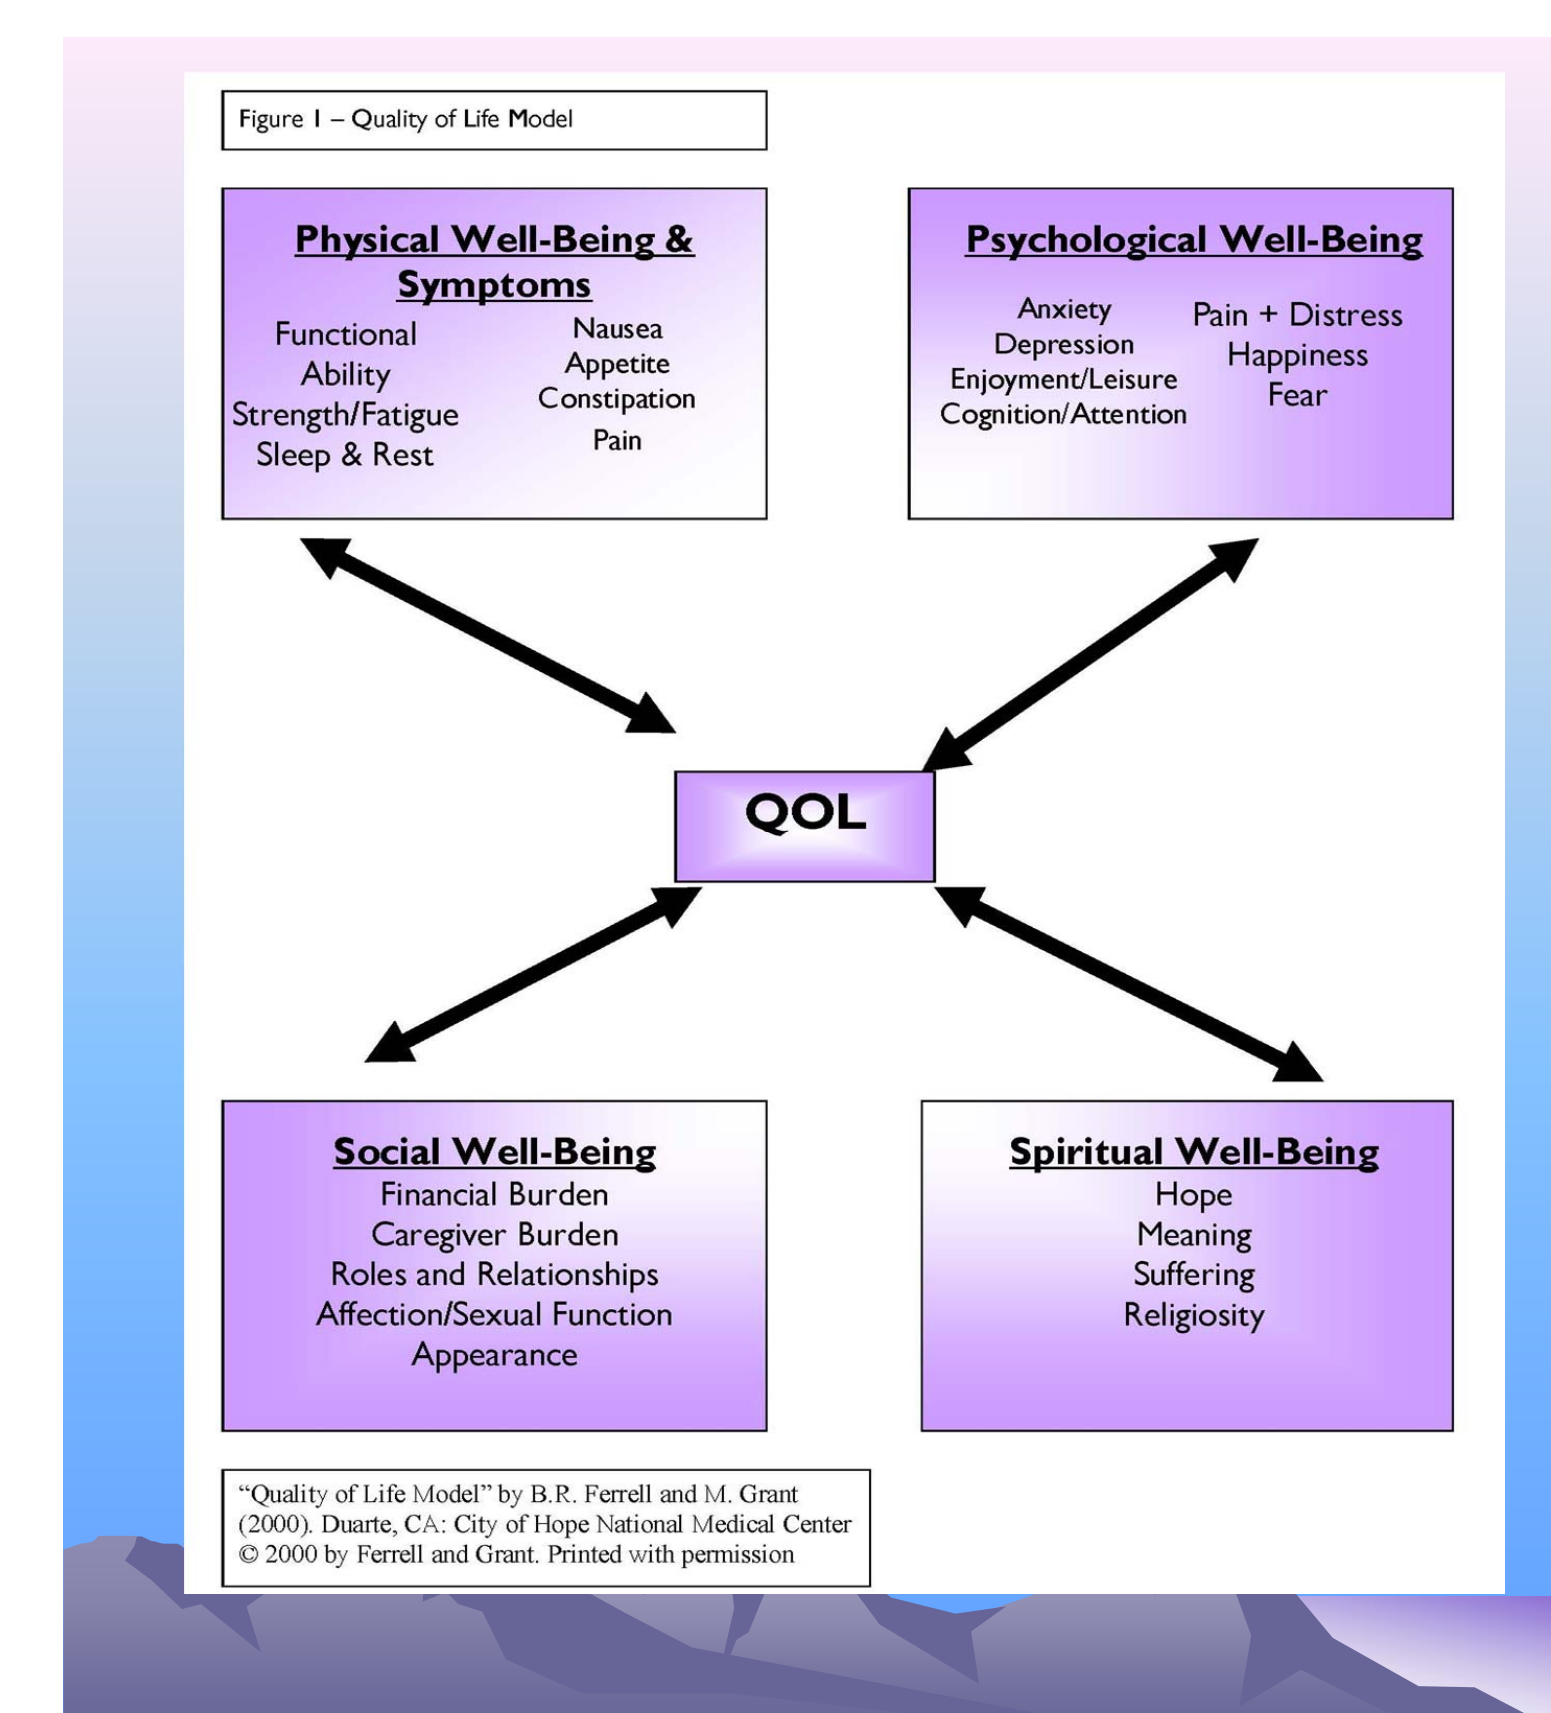 Figure 1 – Quality of Life Model
Physical Well-Being &
Symptoms
Functional
Ability
Strength/Fatigue
Sleep & Rest
Nausea
Appetite
Constipation
Pain
Psychological Well-Being
Anxiety
Depression
Enjoyment/Leisure
Cognition/Attention
Pain + Distress
Happiness
Fear
QOL
Social Well-Being
Financial Burden
Caregiver Burden
Roles and Relationships
Affection/Sexual Function
Appearance
Spiritual Well-Being
Hope
Meaning
Suffering
Religiosity
“Quality of Life Model” by B.R. Ferrell and M. Grant
(2000). Duarte, CA: City of Hope National Medical Center
© 2000 by Ferrell and Grant. Printed with permission